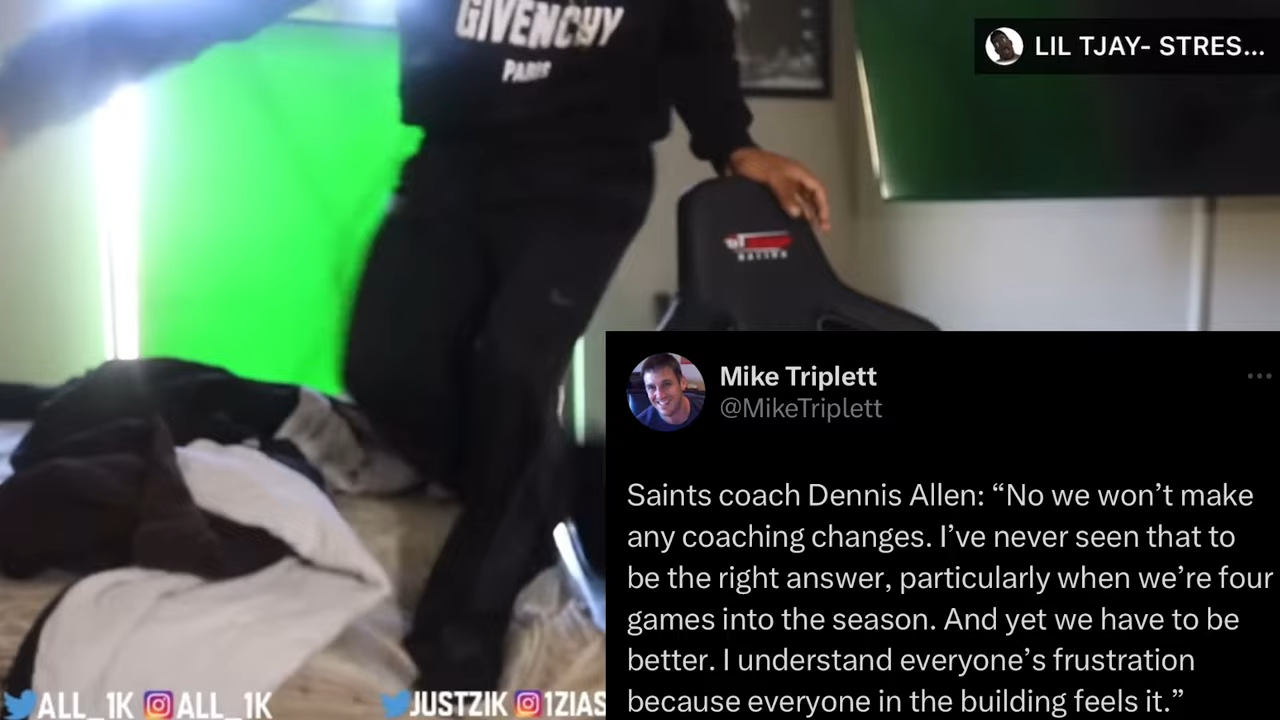 GIVENCHY
PARIS
LIL TJAY- STRES...
RACING
Mike Triplett
@MikeTriplett
Saints coach Dennis Allen: “No we won’t make
any coaching changes. I’ve never seen that to
be the right answer, particularly when we’re four
games into the season. And yet we have to be
better. I understand everyone’s frustration
because everyone in the building feels it.”
ALL_1K ALL_1K JUSTZIK 1ZIAS